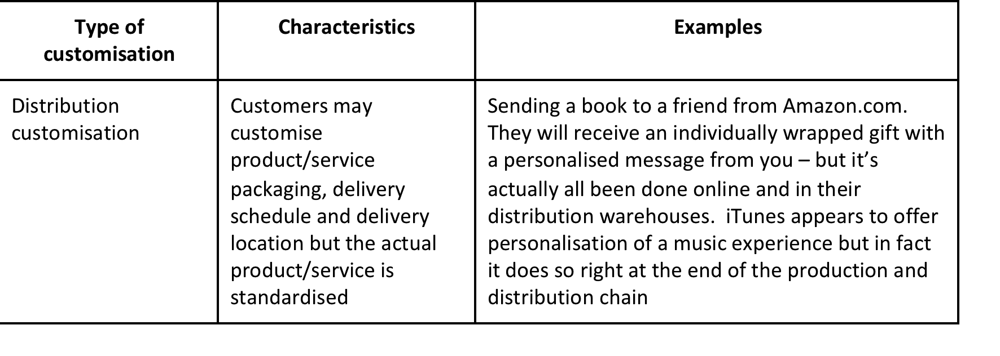 Type of
customisation
Characteristics
Examples
Distribution
customisation
Customers may
customise
product/service
packaging, delivery
schedule and delivery
location but the actual
product/service is
standardised
Sending a book to a friend from Amazon.com.
They will receive an individually wrapped gift with
a personalised message from you – but it’s
actually all been done online and in their
distribution warehouses.  iTunes appears to offer
personalisation of a music experience but in fact
it does so right at the end of the production and
distribution chain